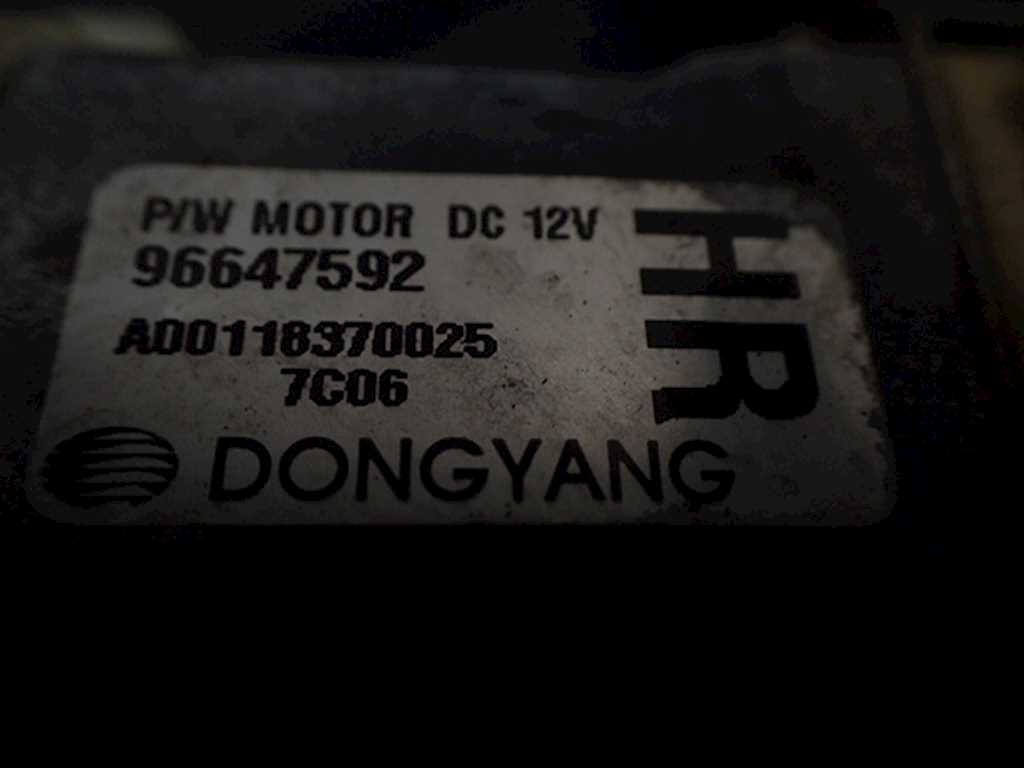 P/W MOTOR DC 12V
96647592
A00118370025
7C06
DONGYANG
HR